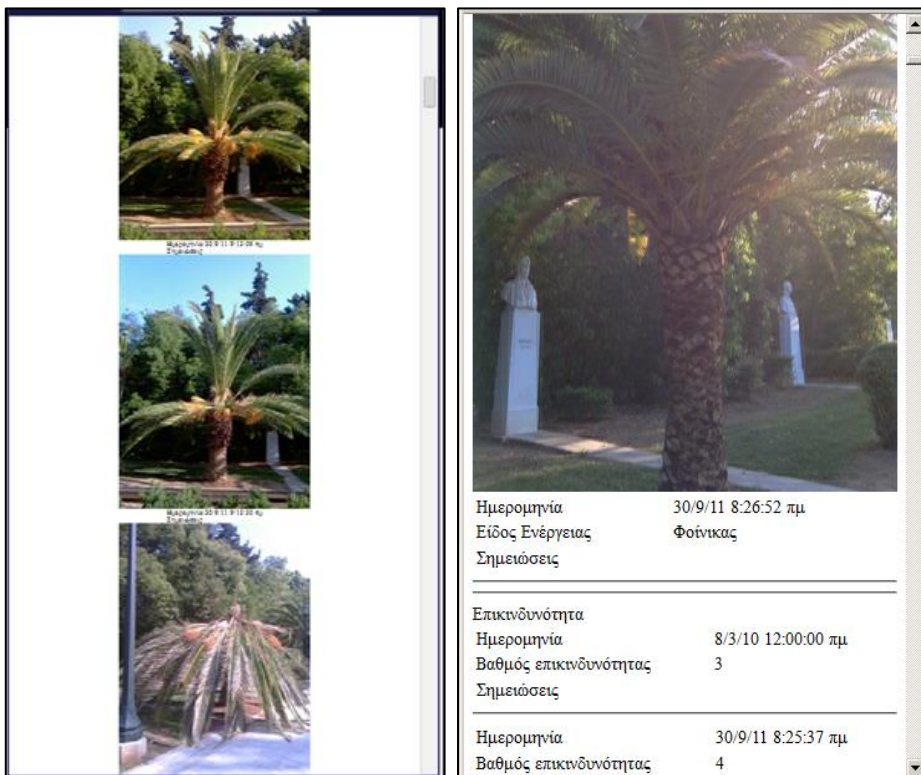 Ημερομηνία 30/9/11 8:26:52 πμ
Είδος Ενέργειας Φοίνικας
Σημειώσεις
Επικινδυνότητα
Ημερομηνία 8/3/10 12:00:00 πμ
Βαθμός επικινδυνότητας 3
Σημειώσεις
Ημερομηνία 30/9/11 8:25:37 πμ
Βαθμός επικινδυνότητας 4